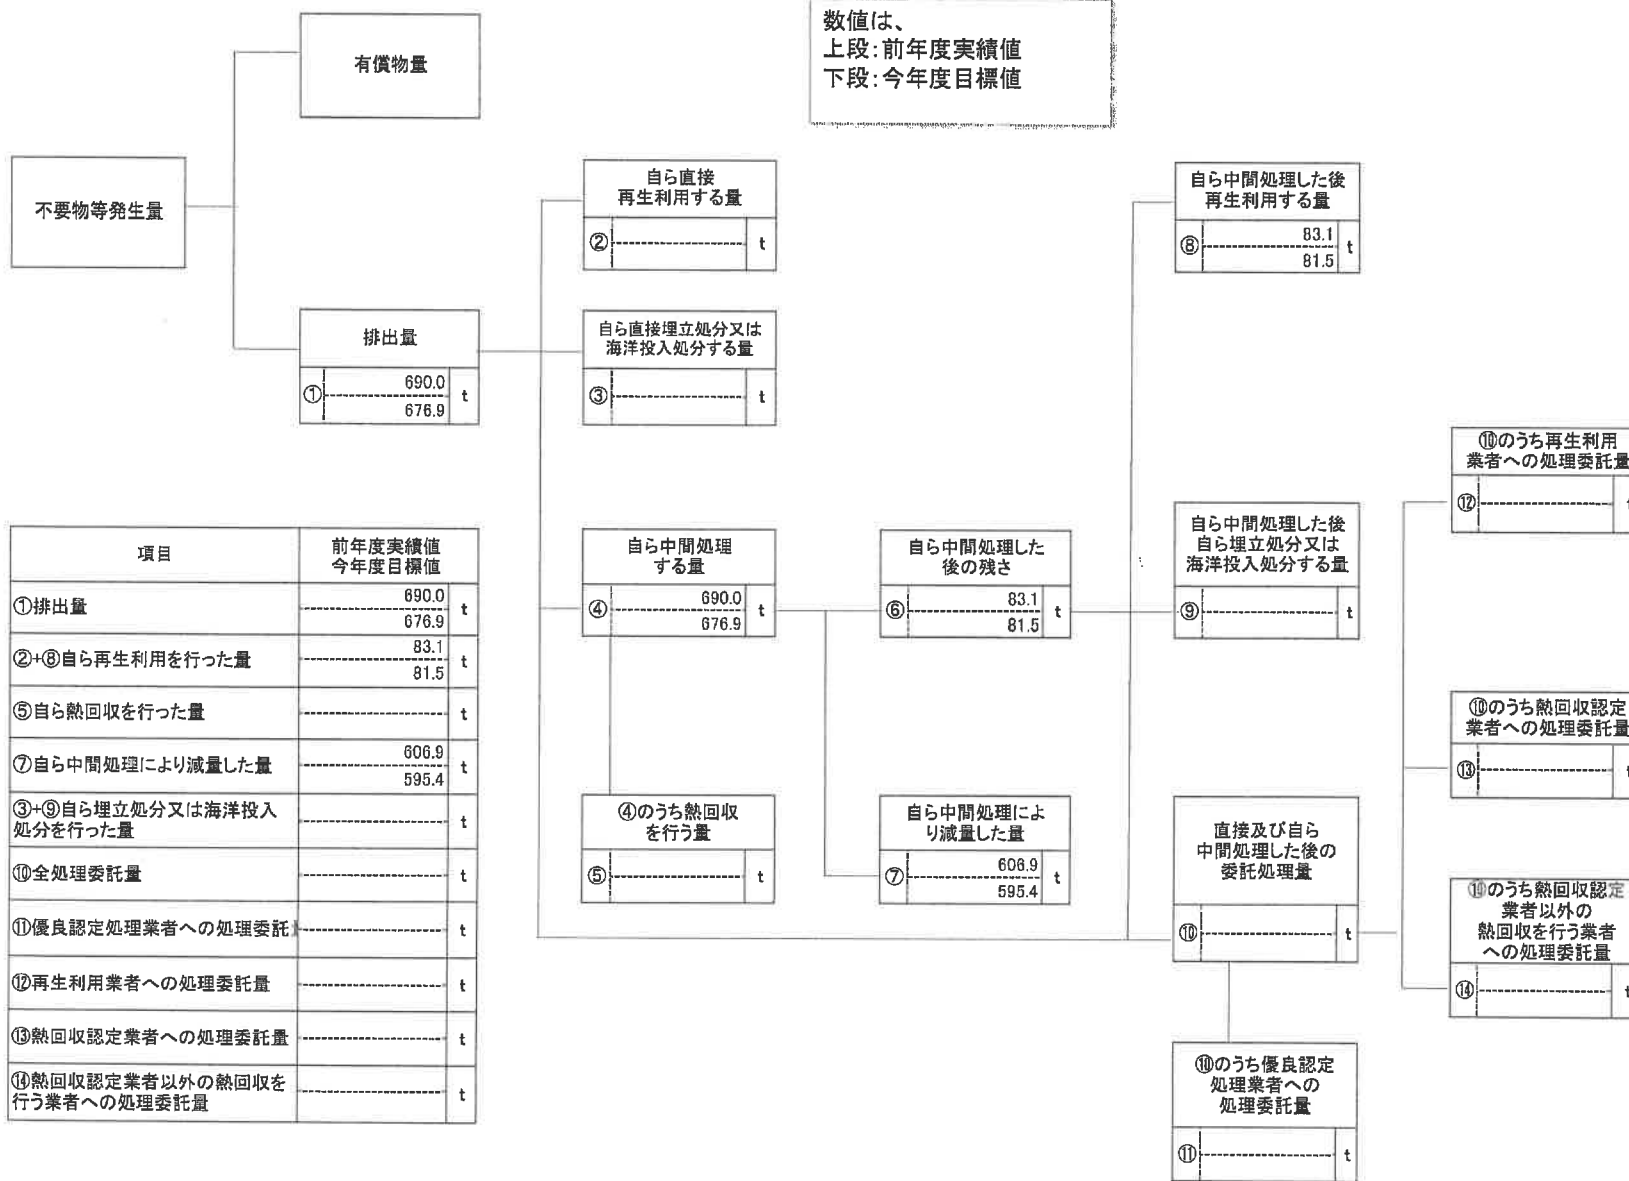 数値は、
上段:前年度実績値
下段:今年度目標値
有償物量
不要物等発生量
排出量
①
690.0
676.9
t
自ら直接
再生利用する量
②
t
自ら直接埋立処分又は
海洋投入処分する量
③
t
自ら中間処理
する量
④
690.0
676.9
t
④のうち熱回収
を行う量
⑤
t
自ら中間処理した
後の残さ
⑥
83.1
81.5
t
自ら中間処理によ
り減量した量
⑦
606.9
595.4
t
自ら中間処理した後
再生利用する量
⑧
83.1
81.5
t
自ら中間処理した後
自ら埋立処分又は
海洋投入処分する量
⑨
t
直接及び自ら
中間処理した後の
委託処理量
⑩
t
⑩のうち優良認定
処理業者への
処理委託量
⑪
t
⑩のうち再生利用
業者への処理委託量
⑫
t
⑩のうち熱回収認定
業者への処理委託量
⑬
t
⑩のうち熱回収認定
業者以外の
熱回収を行う業者
への処理委託量
⑭
t
項目
前年度実績値
今年度目標値
①排出量
690.0
676.9
t
②+⑧自ら再生利用を行った量
83.1
81.5
t
⑤自ら熱回収を行った量
t
⑦自ら中間処理により減量した量
606.9
595.4
t
③+⑨自ら埋立処分又は海洋投入
処分を行った量
t
⑩全処理委託量
t
⑪優良認定処理業者への処理委託
t
⑫再生利用業者への処理委託量
t
⑬熱回収認定業者への処理委託量
t
⑭熱回収認定業者以外の熱回収を
行う業者への処理委託量
t